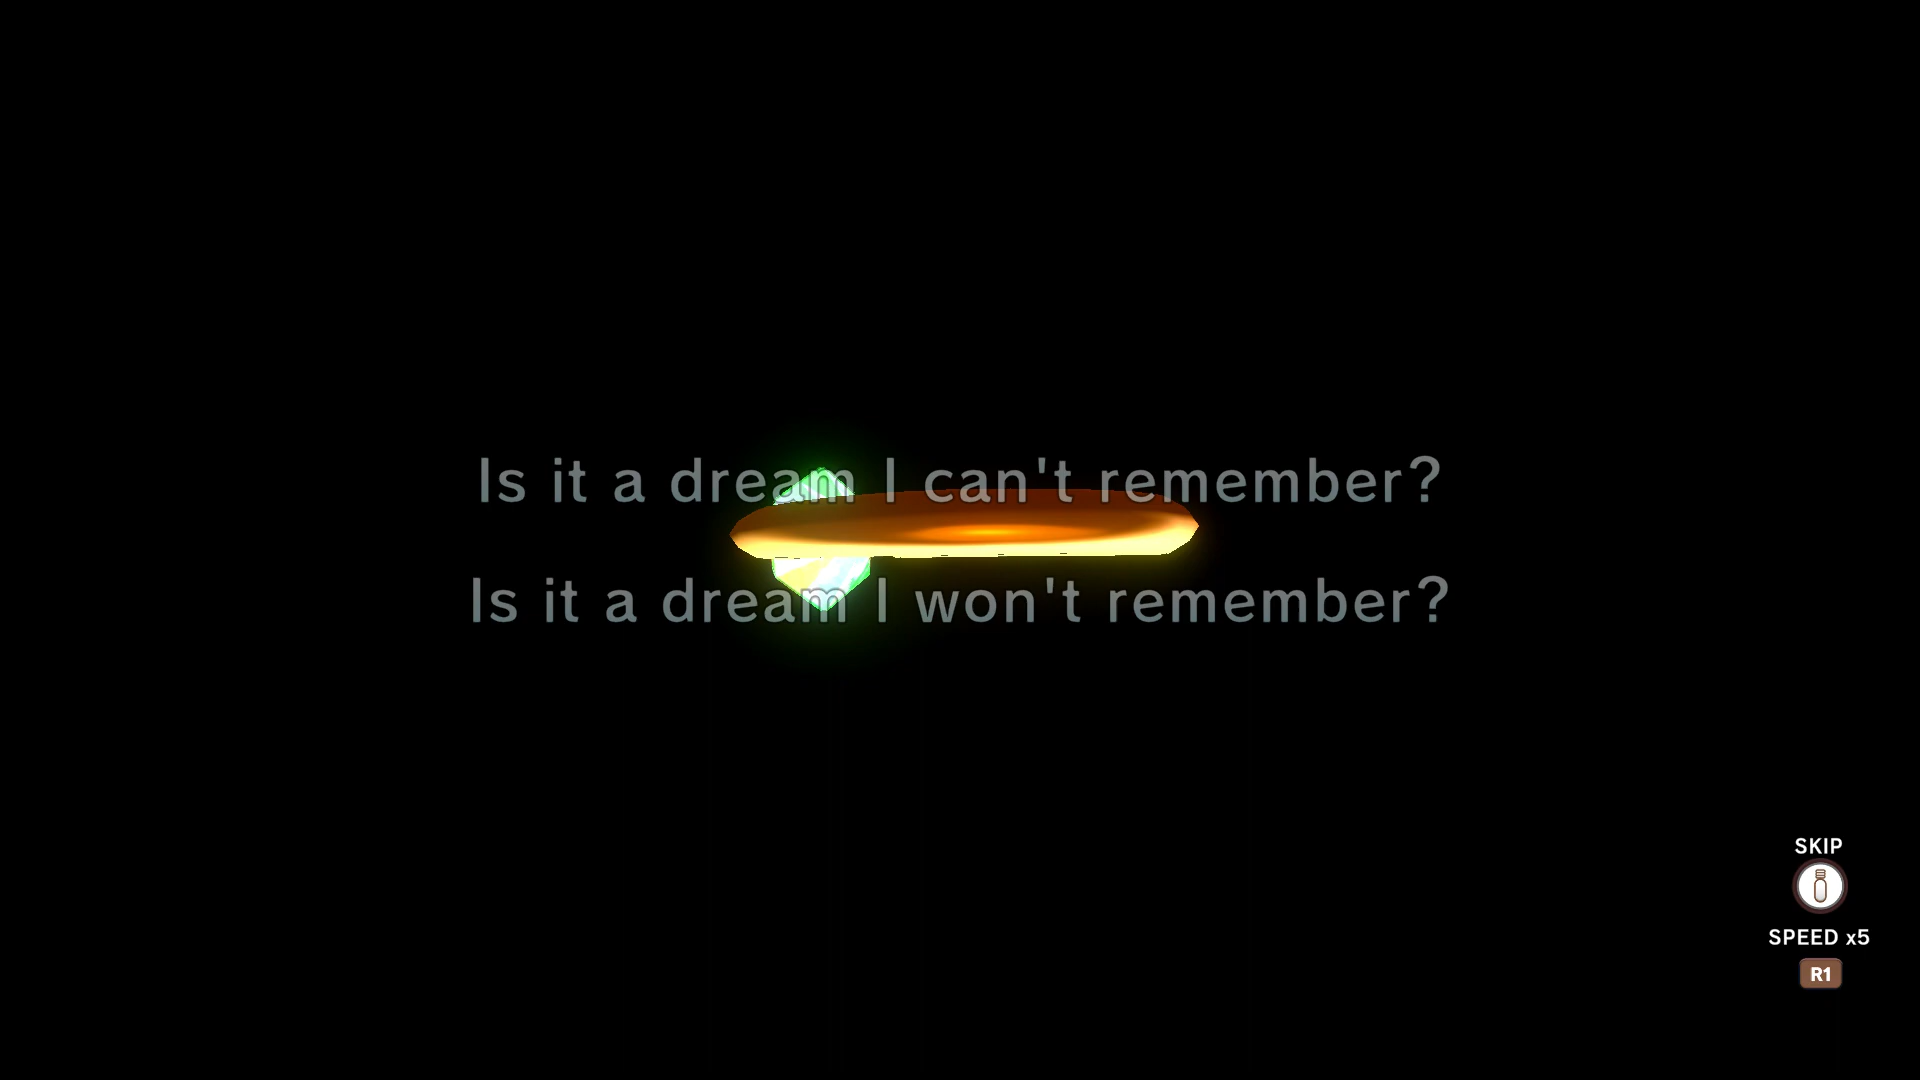 Is it a dream I can't remember?
Is it a dream I won't remember?
SKIP
SPEED x5
R1